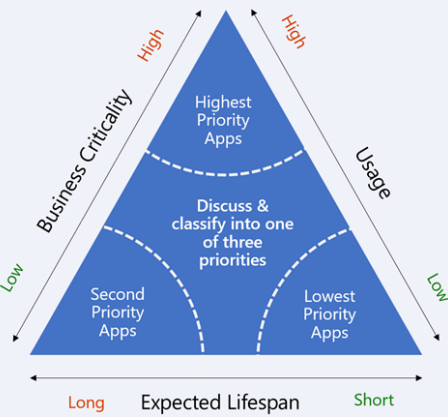 High
High
Business Criticality
Usage
Highest
Priority
Apps
Discuss &
classify into one
of three
priorities
Low
Low
Second
Priority
Apps
Lowest
Priority
Apps
Long
Expected Lifespan
Short